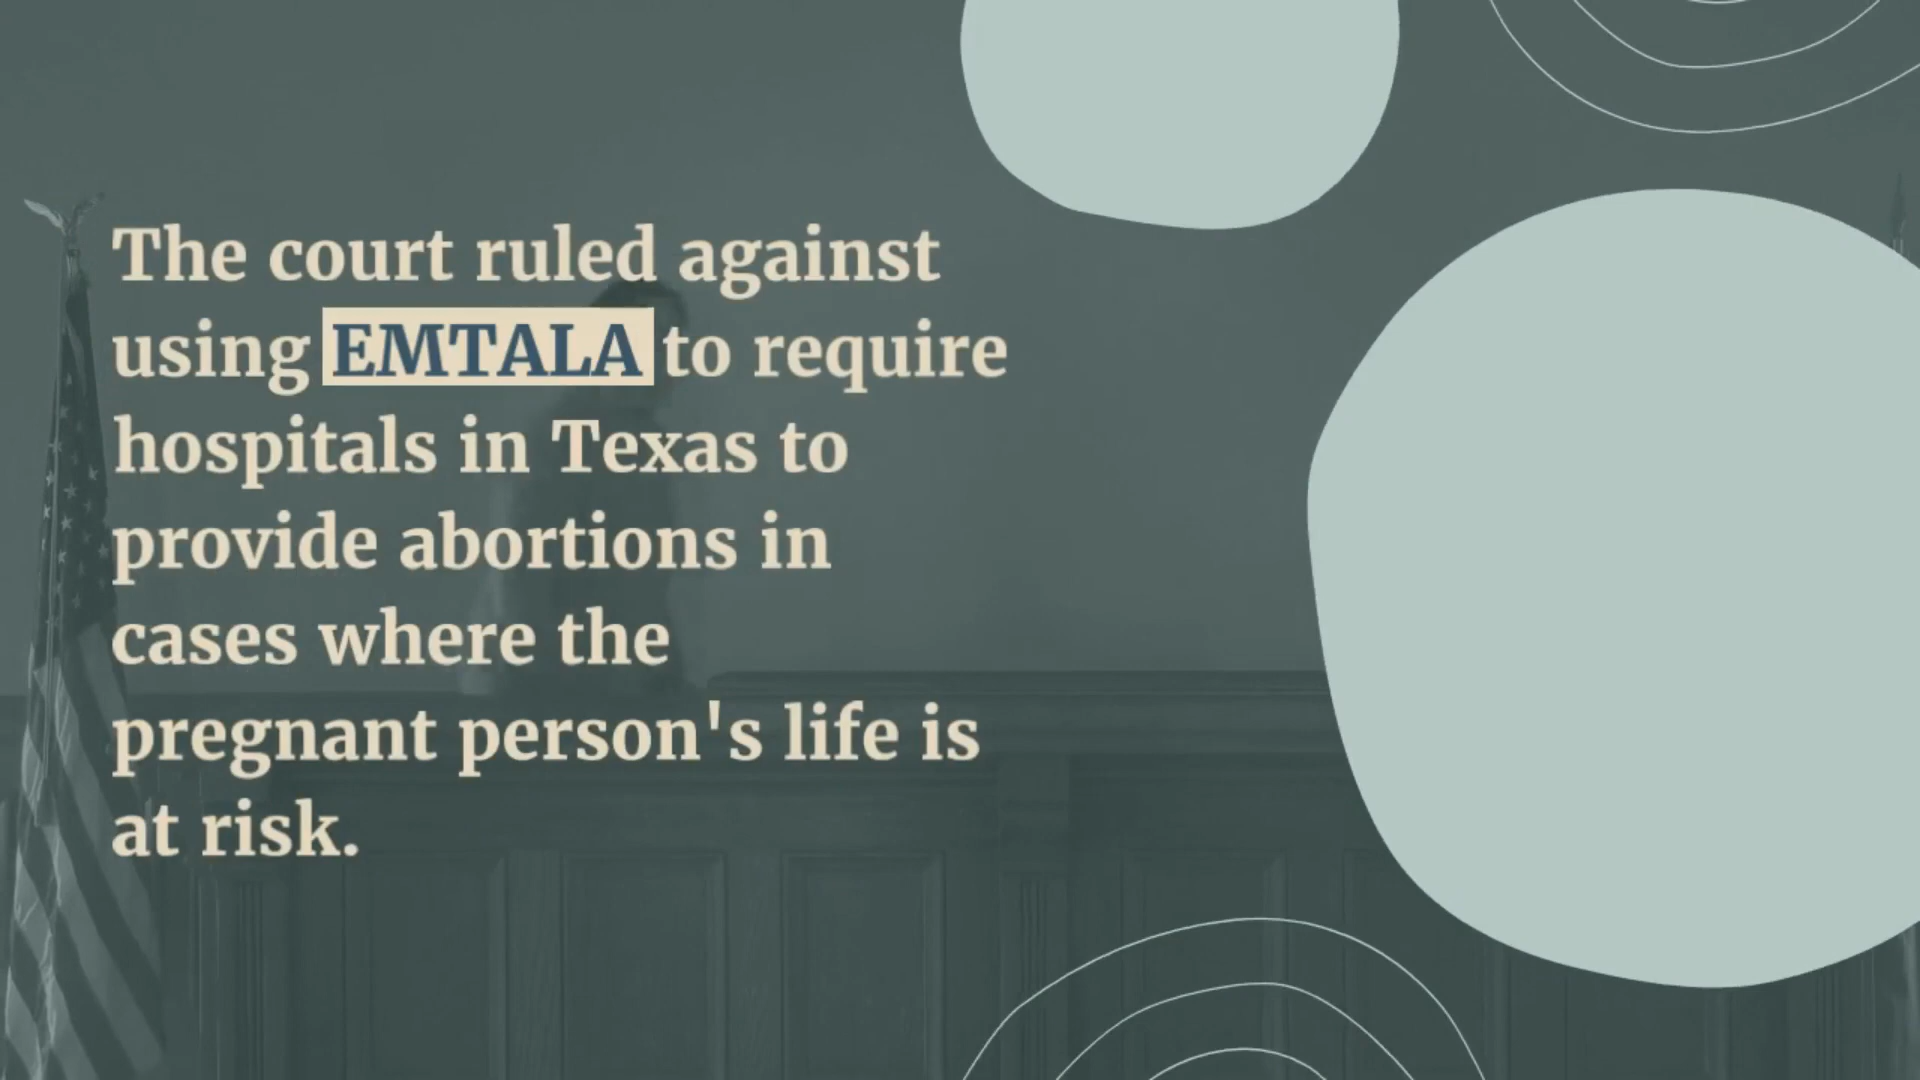 The court ruled against
using EMTALA to require
hospitals in Texas to
provide abortions in
cases where the
pregnant person's life is
at risk.